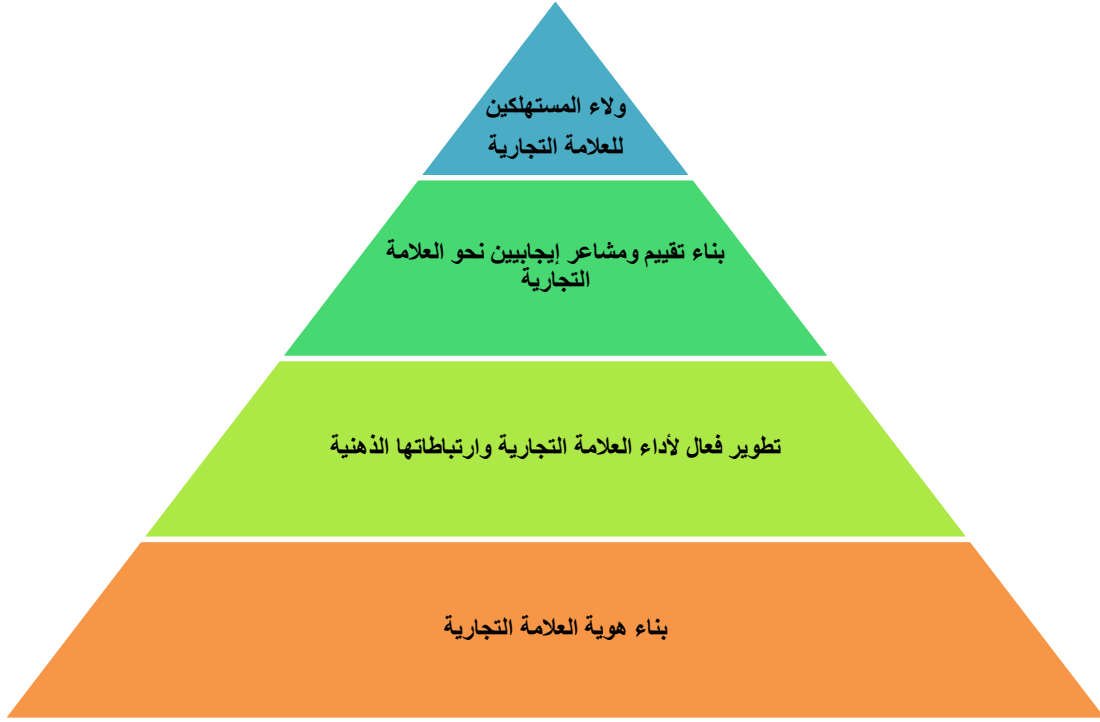 ولاء المستهلكين
للعلامة التجارية
بناء تقييم ومشاعر إيجابيين نحو العلامة
التجارية
تطوير فعال لأداء العلامة التجارية وارتباطاتها الذهنية
بناء هوية العلامة التجارية